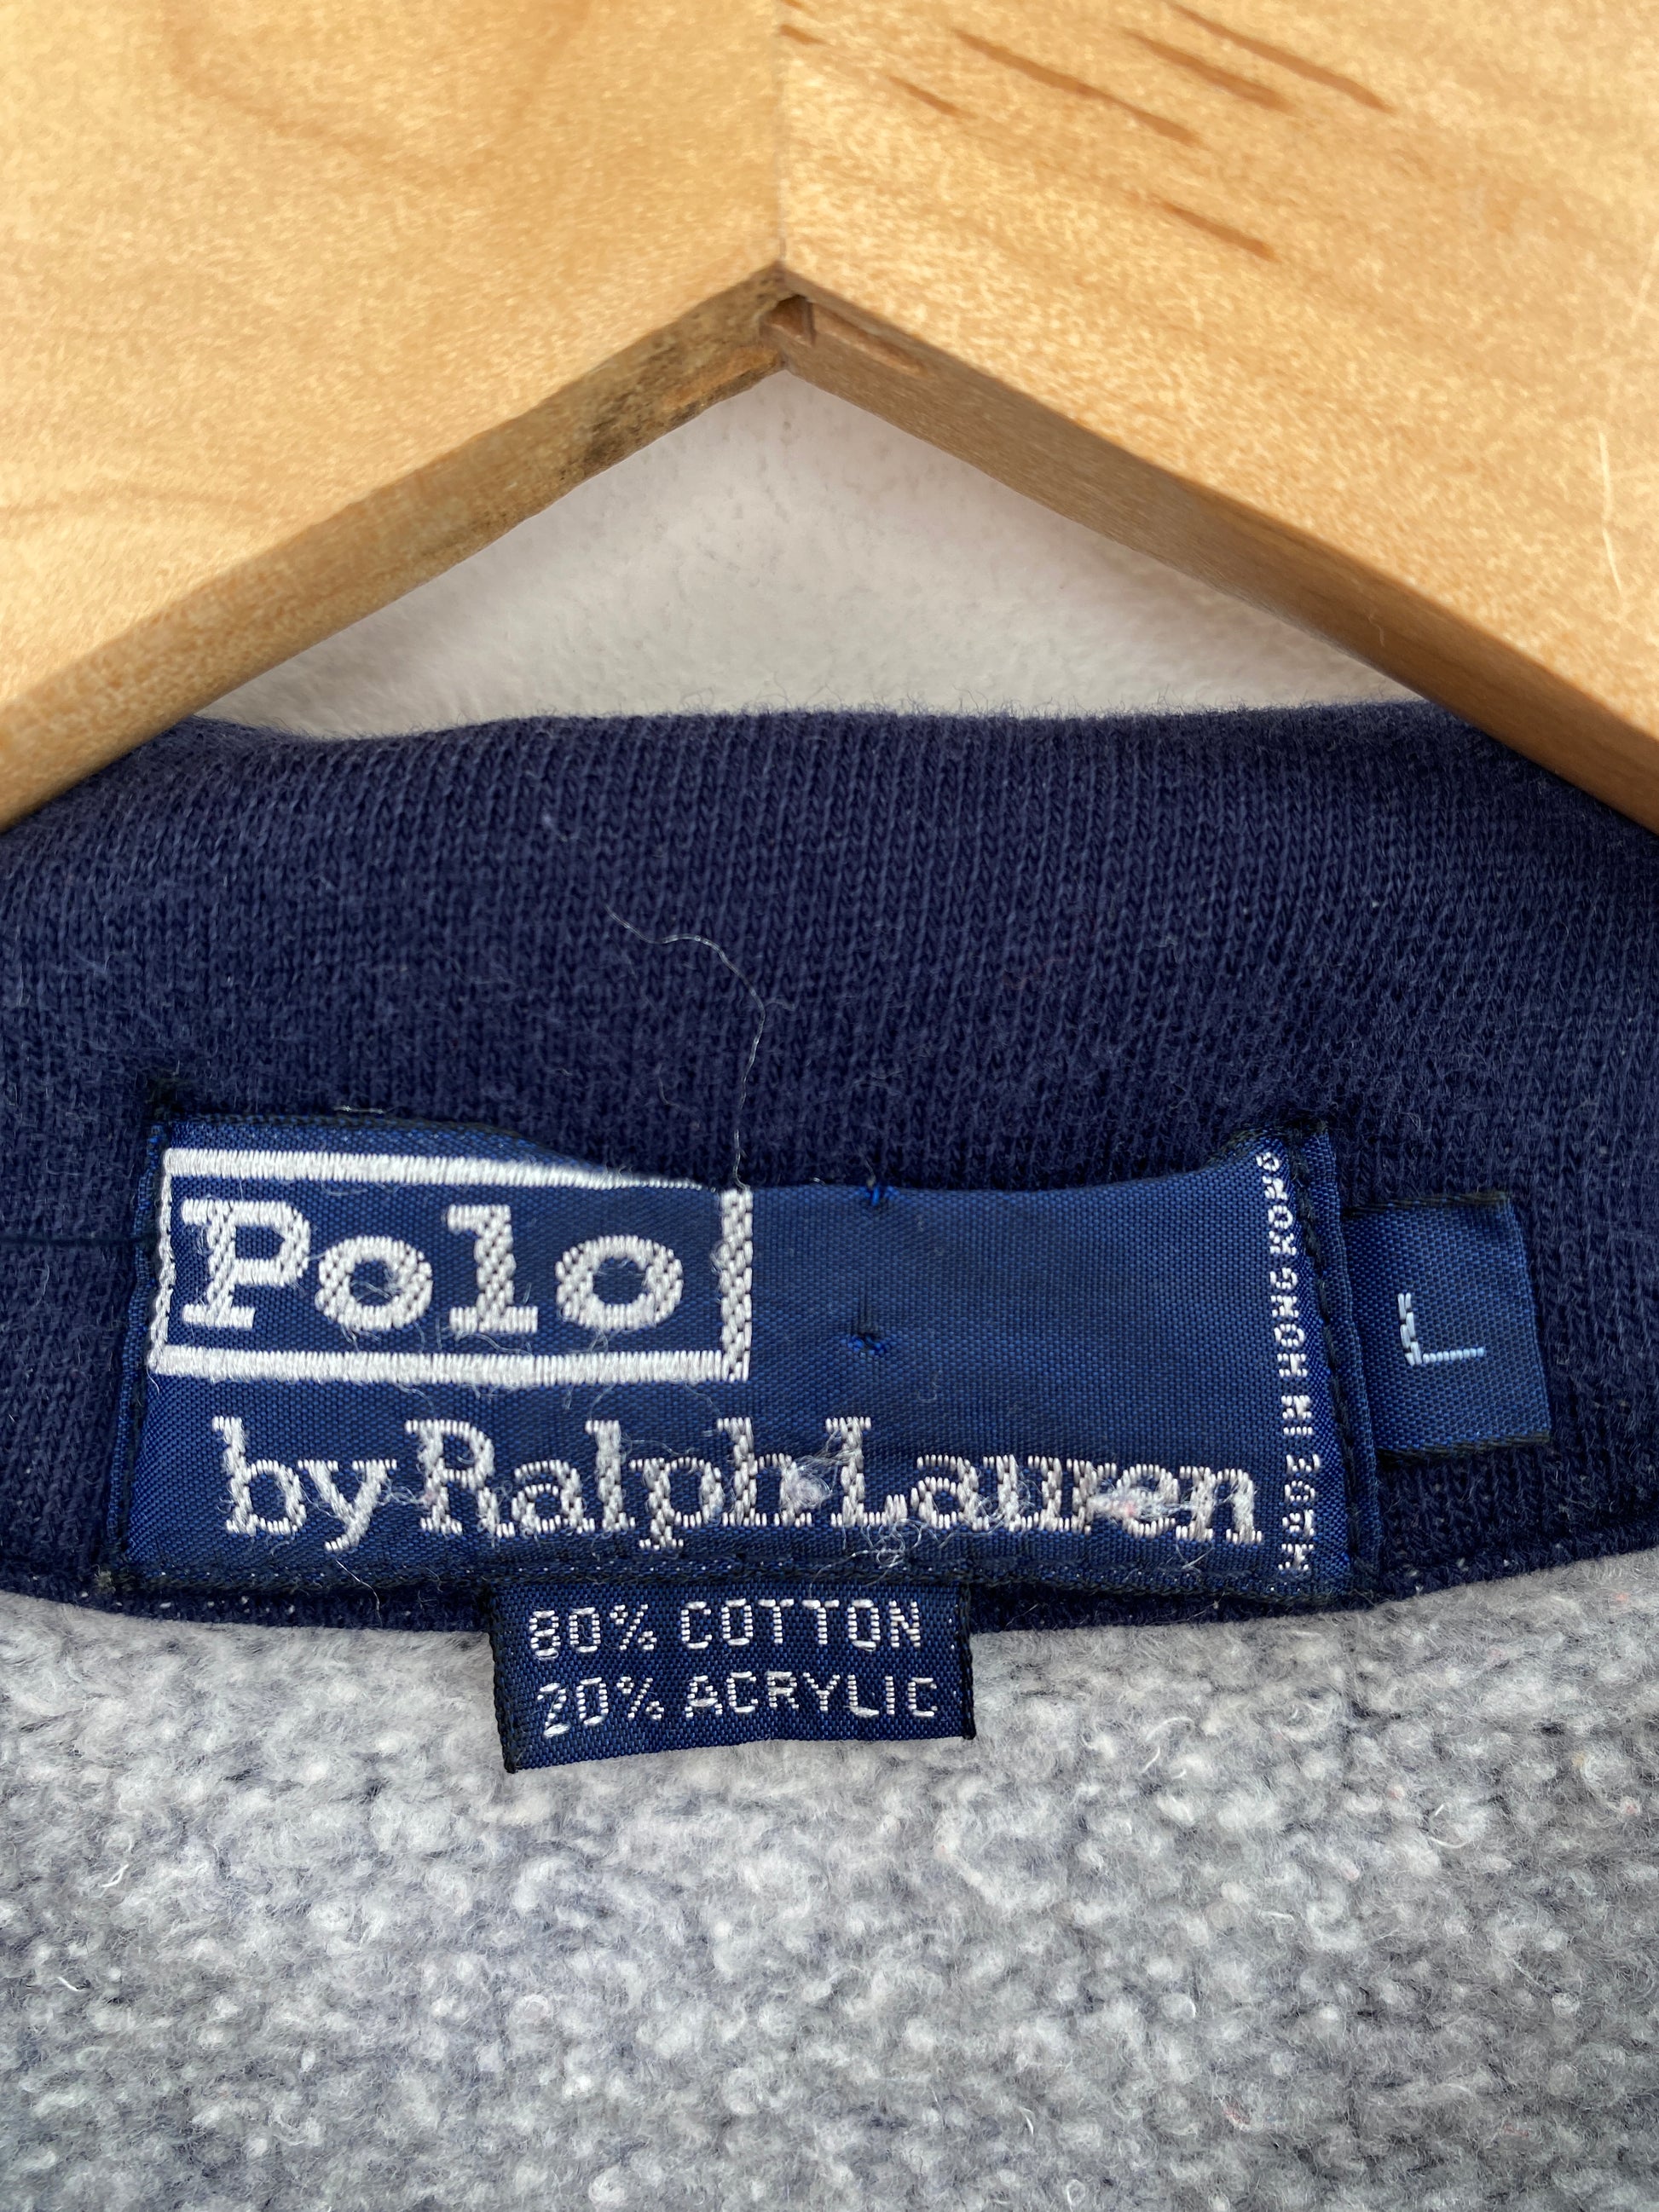 Polo
by Ralph Lauren
MADE IN HONG KONG
L
80% COTTON
20% ACRYLIC